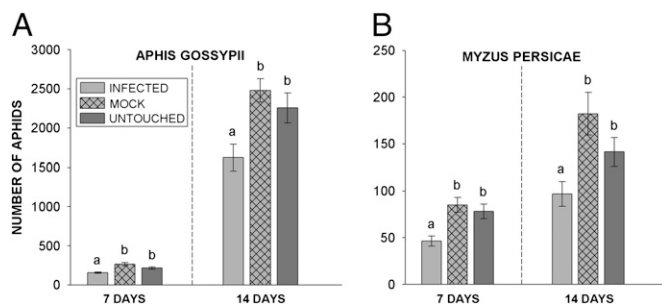 A
APHIS GOSSYPII
3000
2500
2000
1500
1000
500
0
NUMBER OF APHIDS
INFECTED
MOCK
UNTOUCHED
a
b
b
a
b
b
7 DAYS
14 DAYS
B
MYZUS PERSICAE
250
200
150
100
50
0
a
b
b
a
b
b
7 DAYS
14 DAYS